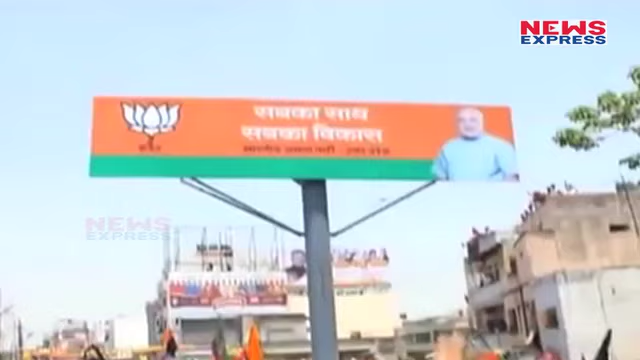 NEWS
EXPRESS
सबका साथ
सबका विकास
भारतीय जनता पार्टी - उत्तर प्रदेश
NEWS
EXPRESS